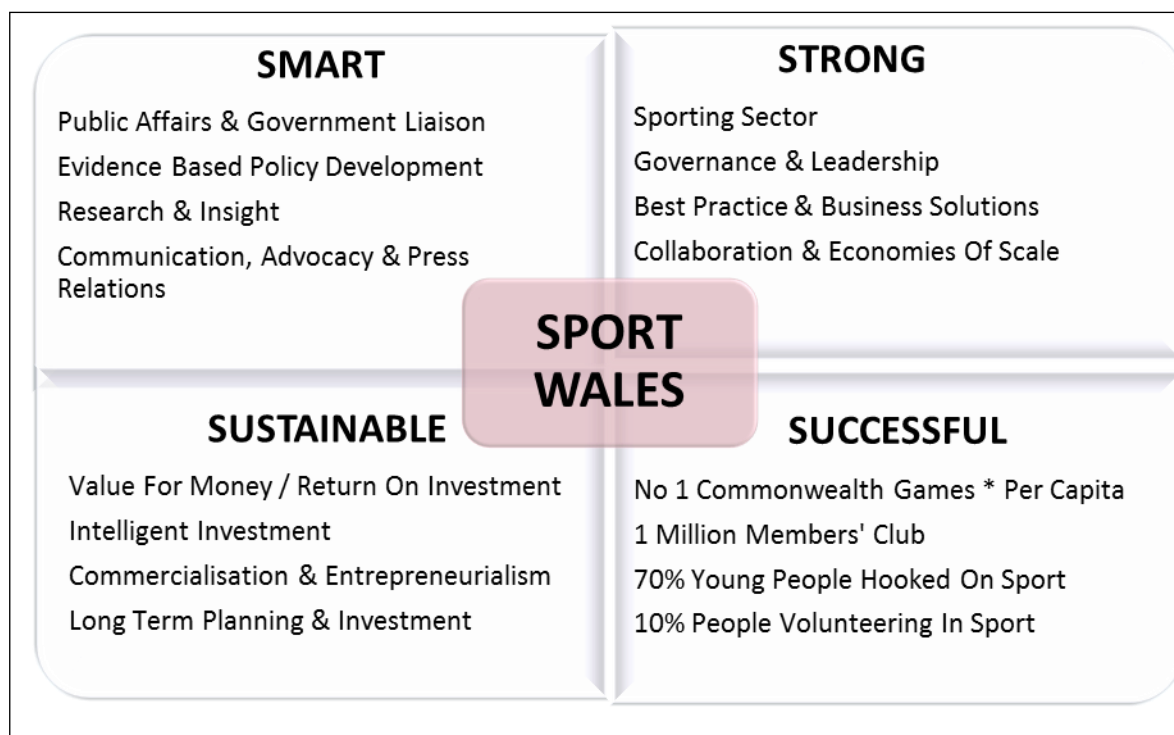 SMART
Public Affairs & Government Liaison
Evidence Based Policy Development
Research & Insight
Communication, Advocacy & Press
Relations
STRONG
Sporting Sector
Governance & Leadership
Best Practice & Business Solutions
Collaboration & Economies Of Scale
SPORT
WALES
SUSTAINABLE
Value For Money / Return On Investment
Intelligent Investment
Commercialisation & Entrepreneurialism
Long Term Planning & Investment
SUCCESSFUL
No 1 Commonwealth Games * Per Capita
1 Million Members' Club
70% Young People Hooked On Sport
10% People Volunteering In Sport